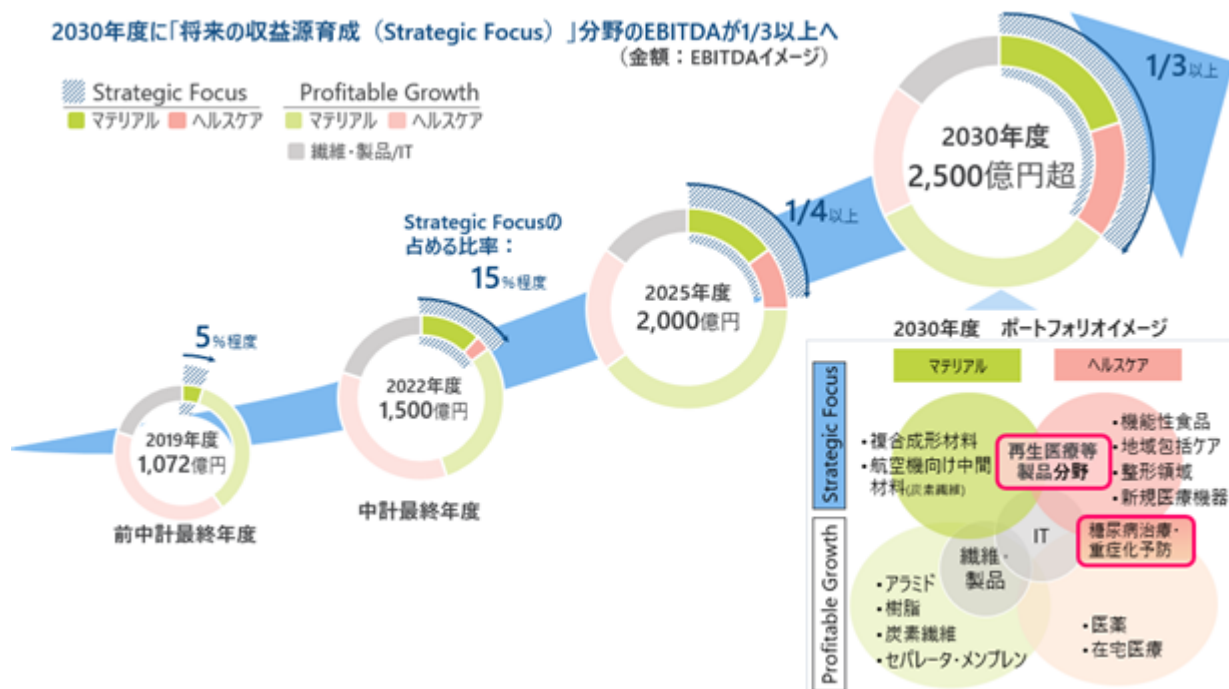 2030年度に「将来の収益源育成（Strategic Focus）」分野のEBITDAが1/3以上へ
（金額：EBITDAイメージ）
Strategic Focus Profitable Growth
マテリアル ヘルスケア マテリアル ヘルスケア
繊維・製品/IT
5%程度
2019年度
1,072億円
前中計最終年度
Strategic Focusの
占める比率：
15%程度
2022年度
1,500億円
中計最終年度
1/4以上
2025年度
2,000億円
1/3以上
2030年度
2,500億円超
2030年度 ポートフォリオイメージ
マテリアル ヘルスケア
Strategic Focus
・複合成形材料
・航空機向け中間
材料(炭素繊維)
再生医療等
製品分野
・機能性食品
・地域包括ケア
・整形領域
・新規医療機器
IT
糖尿病治療・
重症化予防
繊維・
製品
Profitable Growth
・アラミド
・樹脂
・炭素繊維
・セパレータ・メンブレン
・医薬
・在宅医療